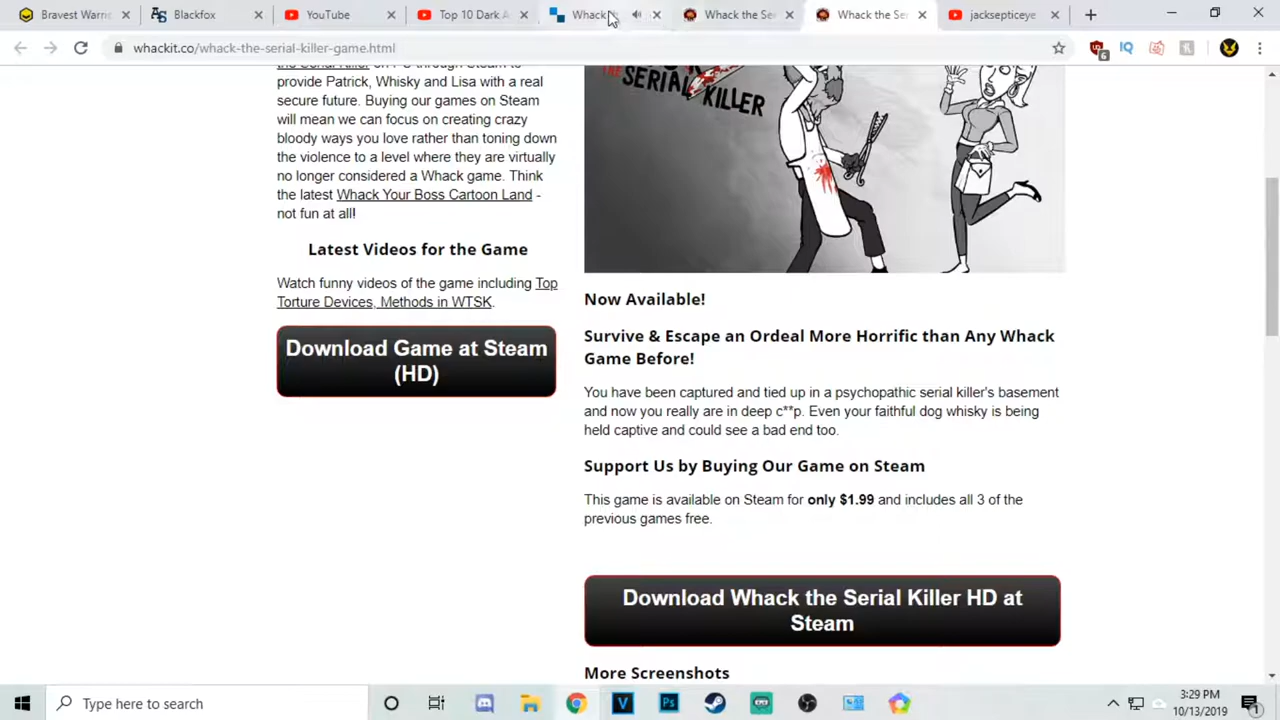 Bravest Warri
Blackfox
YouTube
Top 10 Dark A
Whack
Whack the Ser
Whack the Ser
jacksepticeye
whackit.co/whack-the-serial-killer-game.html
6
provide Patrick, Whisky and Lisa with a real
secure future. Buying our games on Steam
will mean we can focus on creating crazy
bloody ways you love rather than toning down
the violence to a level where they are virtually
no longer considered a Whack game. Think
the latest Whack Your Boss Cartoon Land -
not fun at all!
Latest Videos for the Game
Watch funny videos of the game including Top
Torture Devices, Methods in WTSK.
Download Game at Steam
(HD)
THE SERIAL KILLER
Now Available!
Survive & Escape an Ordeal More Horrific than Any Whack
Game Before!
You have been captured and tied up in a psychopathic serial killer's basement
and now you really are in deep c**p. Even your faithful dog whisky is being
held captive and could see a bad end too.
Support Us by Buying Our Game on Steam
This game is available on Steam for only $1.99 and includes all 3 of the
previous games free.
Download Whack the Serial Killer HD at
Steam
More Screenshots
Type here to search
3:29 PM
10/13/2019